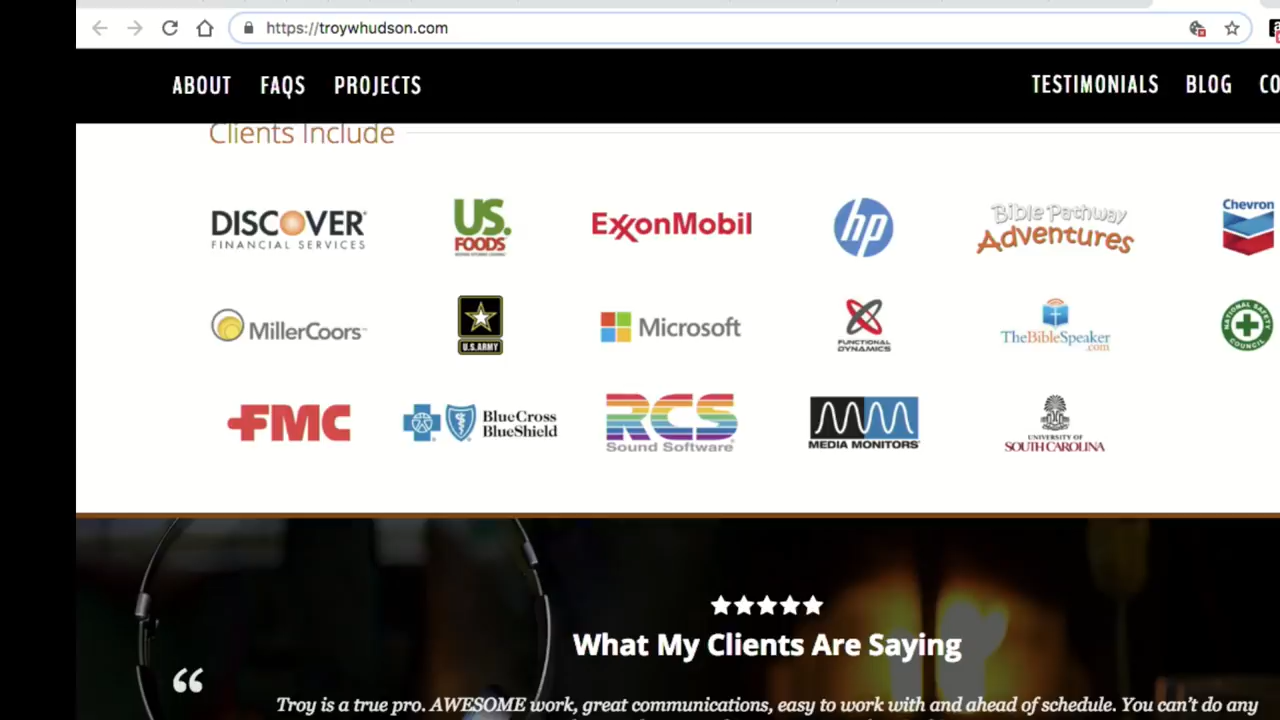 https://troywhudson.com
ABOUT FAQS PROJECTS TESTIMONIALS BLOG CO
Clients Include
DISCOVER FINANCIAL SERVICES
US. FOODS
ExxonMobil
hp
Bible Pathway Adventures
Chevron
MillerCoors
U.S.ARMY
Microsoft
FUNCTIONAL DYNAMICS
TheBibleSpeaker.com
NATIONAL SAFETY COUNCIL
FMC
BlueCross BlueShield
RCS Sound Software
MM MEDIA MONITORS
UNIVERSITY OF SOUTH CAROLINA
What My Clients Are Saying
“ Troy is a true pro. AWESOME work, great communications, easy to work with and ahead of schedule. You can’t do any